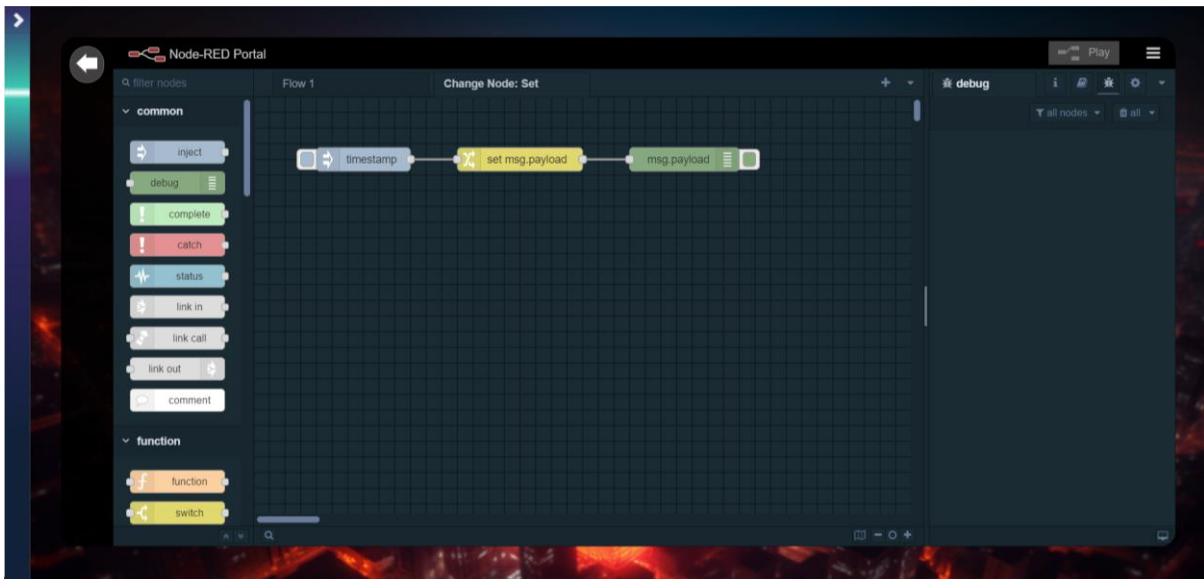 Node-RED Portal
Play
filter nodes
Flow 1
Change Node: Set
debug
i
all nodes
all
common
inject
debug
complete
catch
status
link in
link call
link out
comment
function
function
switch
timestamp
set msg.payload
msg.payload